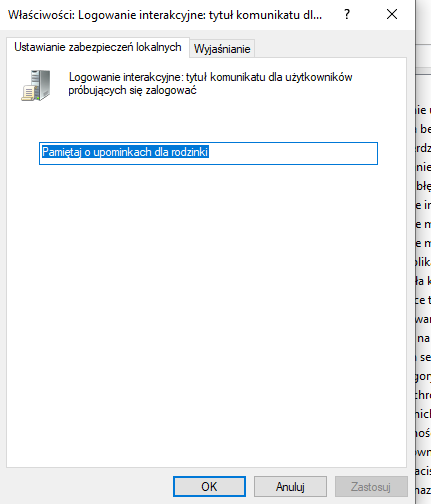 Właściwości: Logowanie interakcyjne: tytuł komunikatu dl...
Ustawianie zabezpieczeń lokalnych
Wyjaśnianie
Logowanie interakcyjne: tytuł komunikatu dla użytkowników
próbujących się zalogować
Pamiętaj o upominkach dla rodzinki
OK
Anuluj
Zastosuj